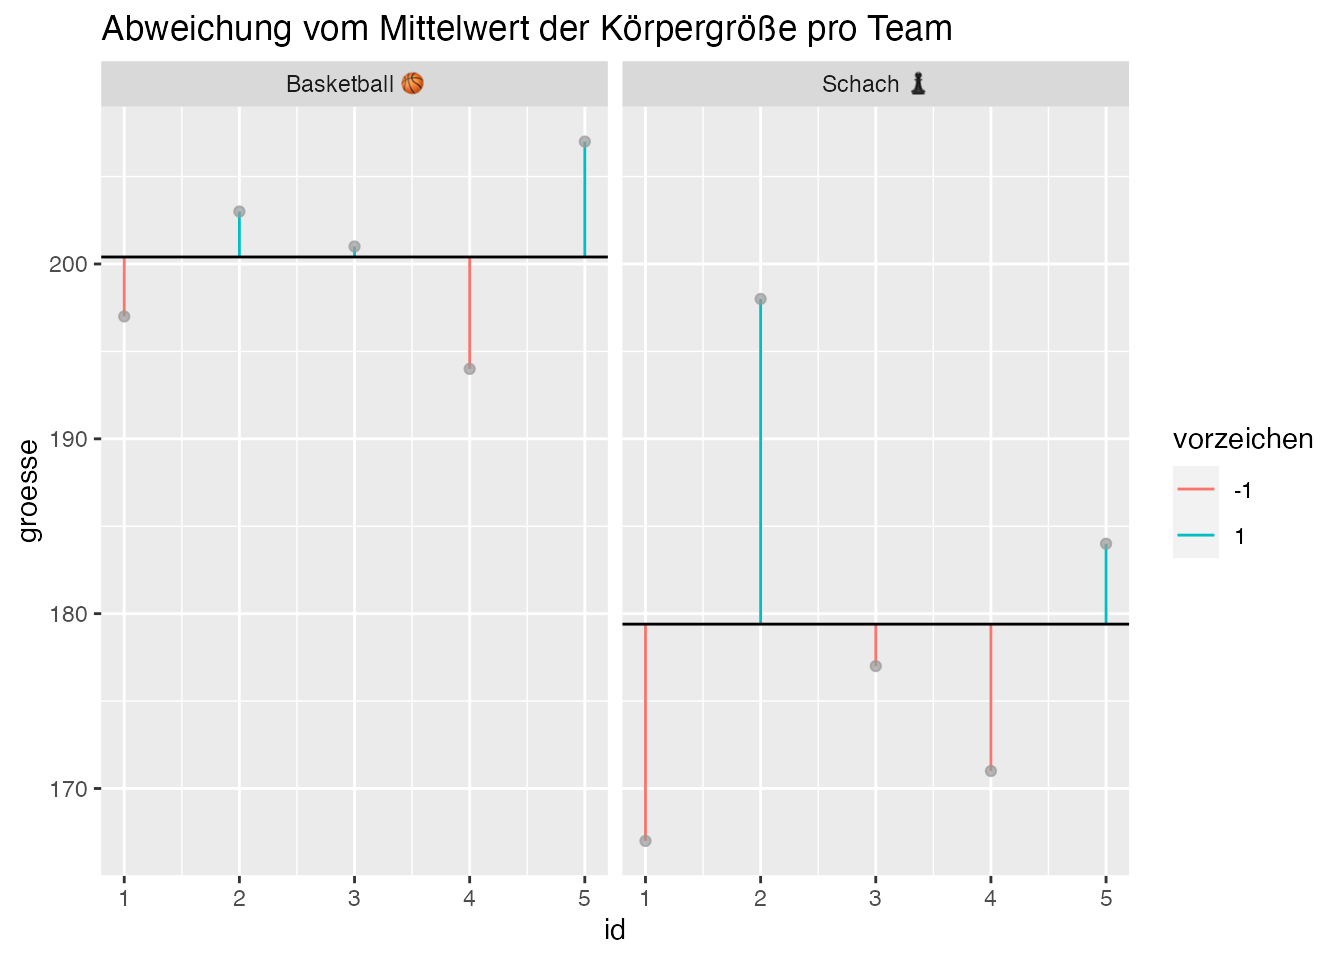 Abweichung vom Mittelwert der Körpergröße pro Team
Basketball 🏀
Schach ♟
groesse
200
190
180
170
1 2 3 4 5
1 2 3 4 5
id
vorzeichen
-1
1